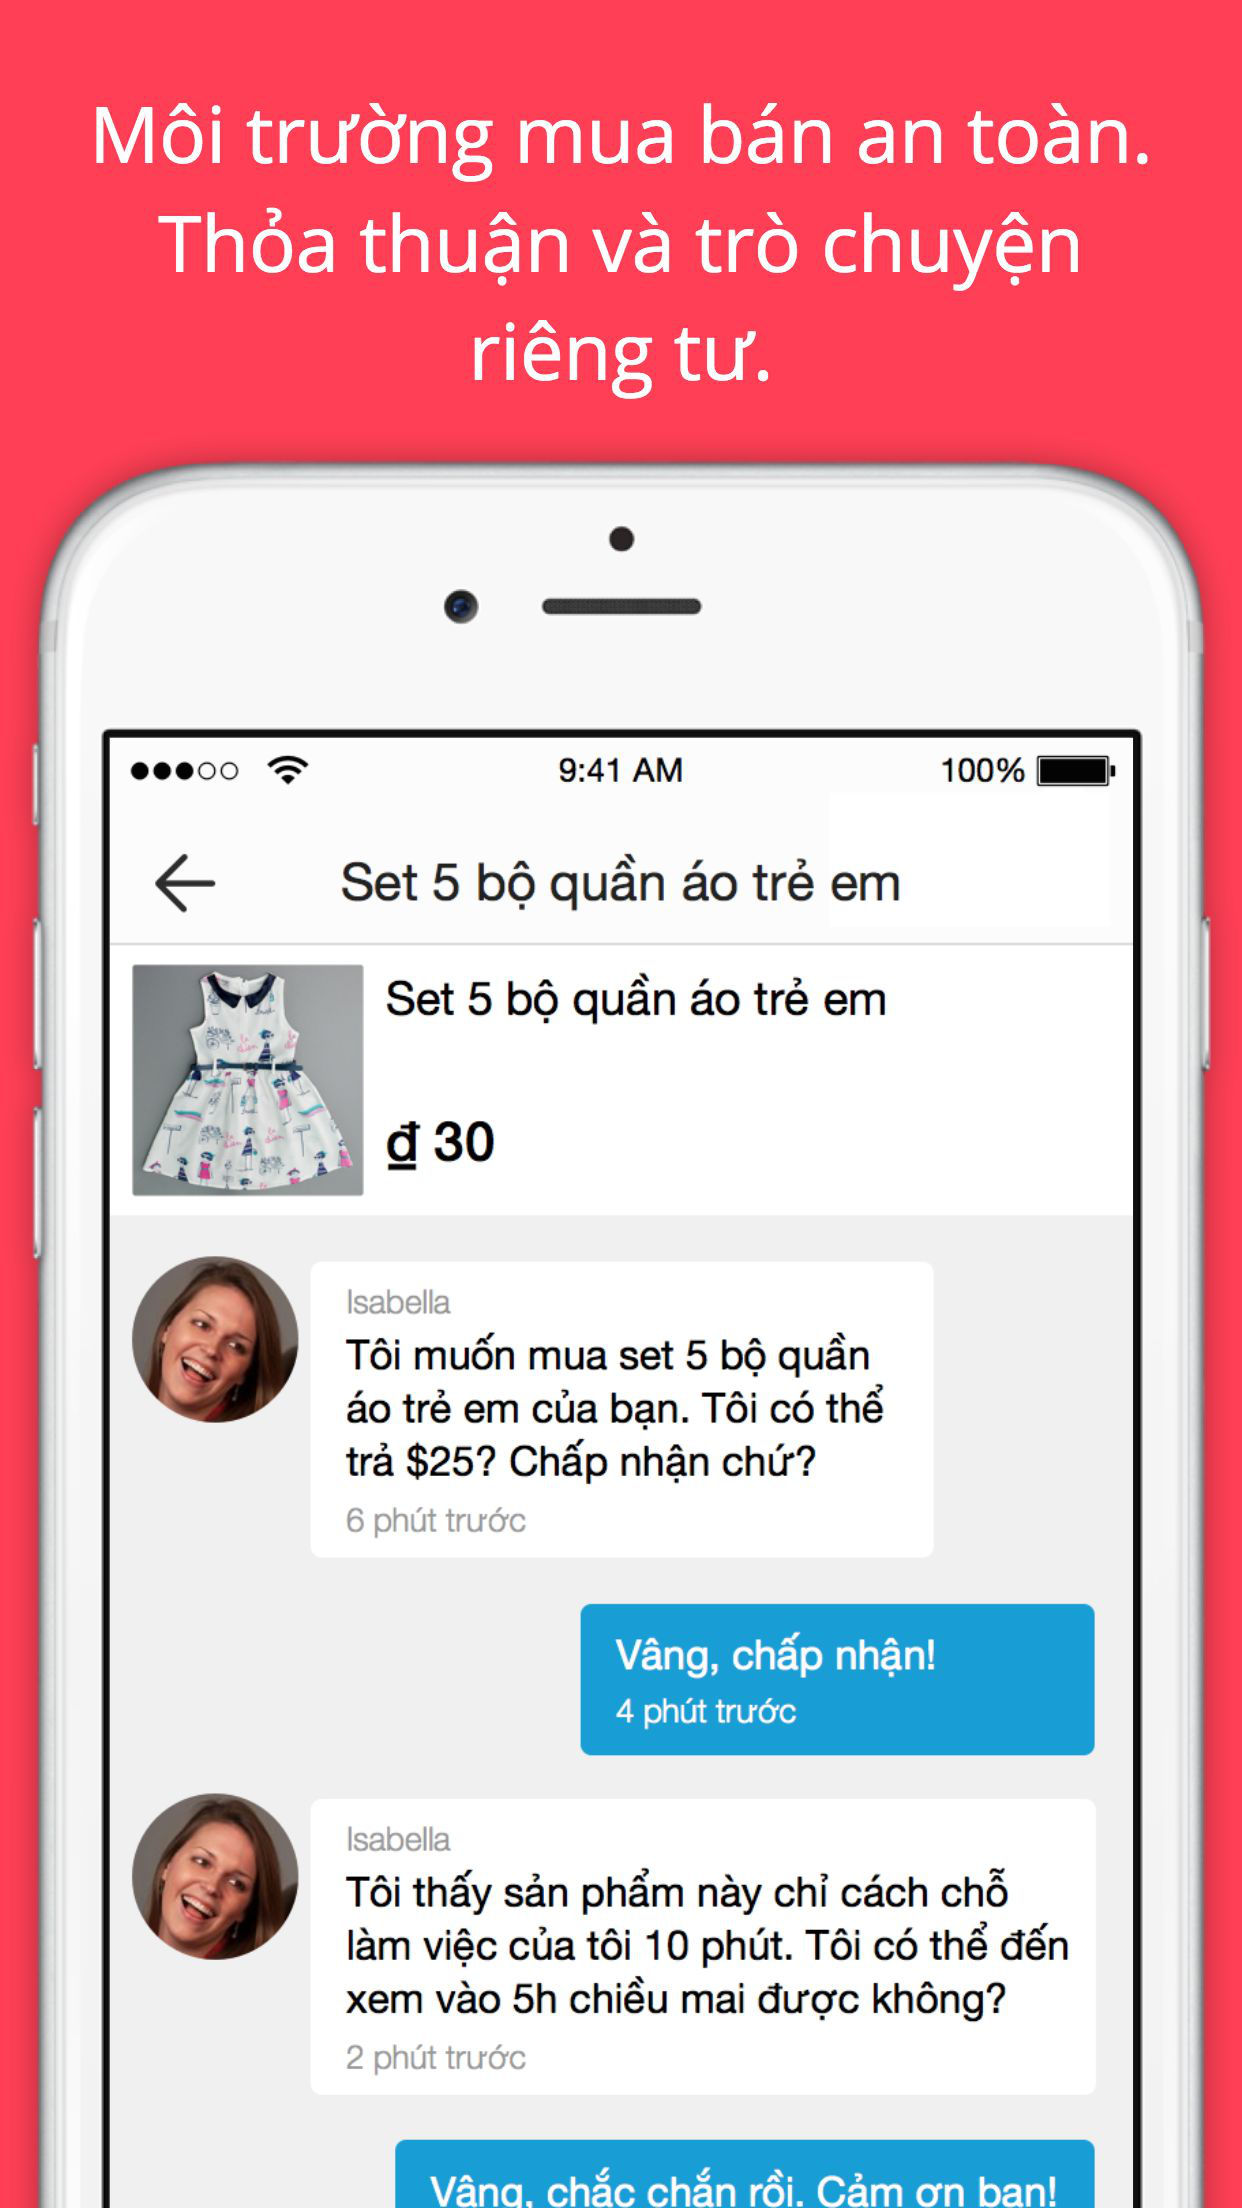 Môi trường mua bán an toàn.
Thỏa thuận và trò chuyện
riêng tư.
9:41 AM
100%
Set 5 bộ quần áo trẻ em
Set 5 bộ quần áo trẻ em
₫ 30
Isabella
Tôi muốn mua set 5 bộ quần
áo trẻ em của bạn. Tôi có thể
trả $25? Chấp nhận chứ?
6 phút trước
Vâng, chấp nhận!
4 phút trước
Isabella
Tôi thấy sản phẩm này chỉ cách chỗ
làm việc của tôi 10 phút. Tôi có thể đến
xem vào 5h chiều mai được không?
2 phút trước
Vâng, chắc chắn rồi. Cảm ơn bạn!